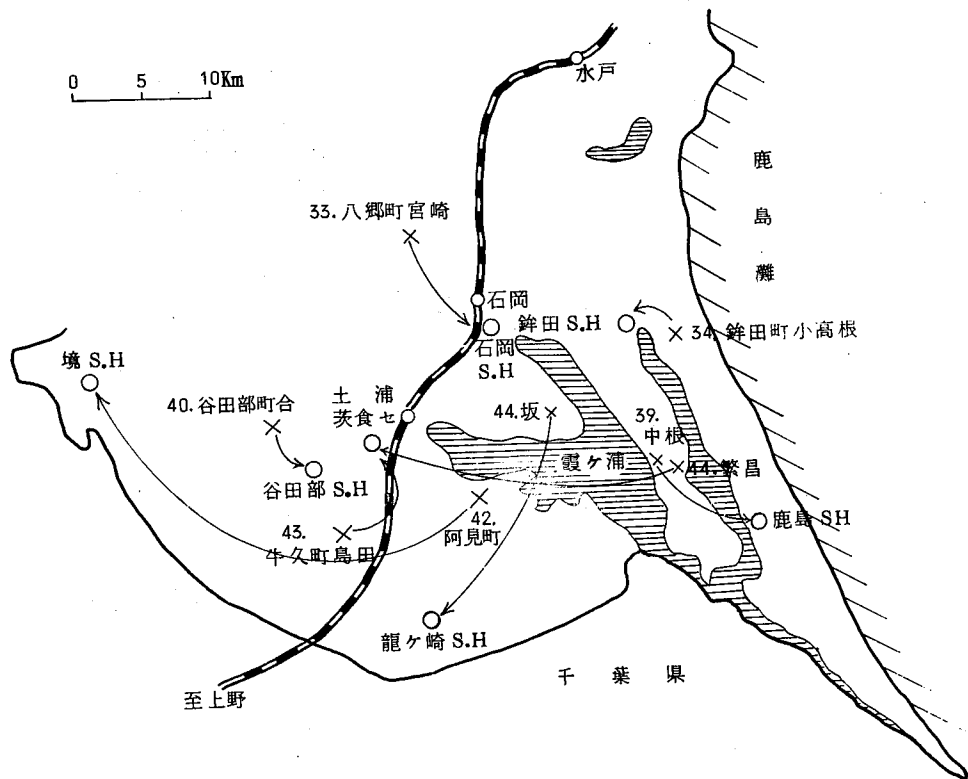 水戸
0 5 10Km
鹿島灘
33.八郷町宮崎
石岡
鉾田 S.H
石岡
S.H
34.鉾田町小高根
境 S.H
40.谷田部町台
土浦
茨食セ
44.坂
39.
中根
霞ヶ浦
44.繁昌
谷田部 S.H
43.
牛久町島田
42.
阿見町
鹿島 SH
龍ヶ崎 S.H
千葉県
至上野